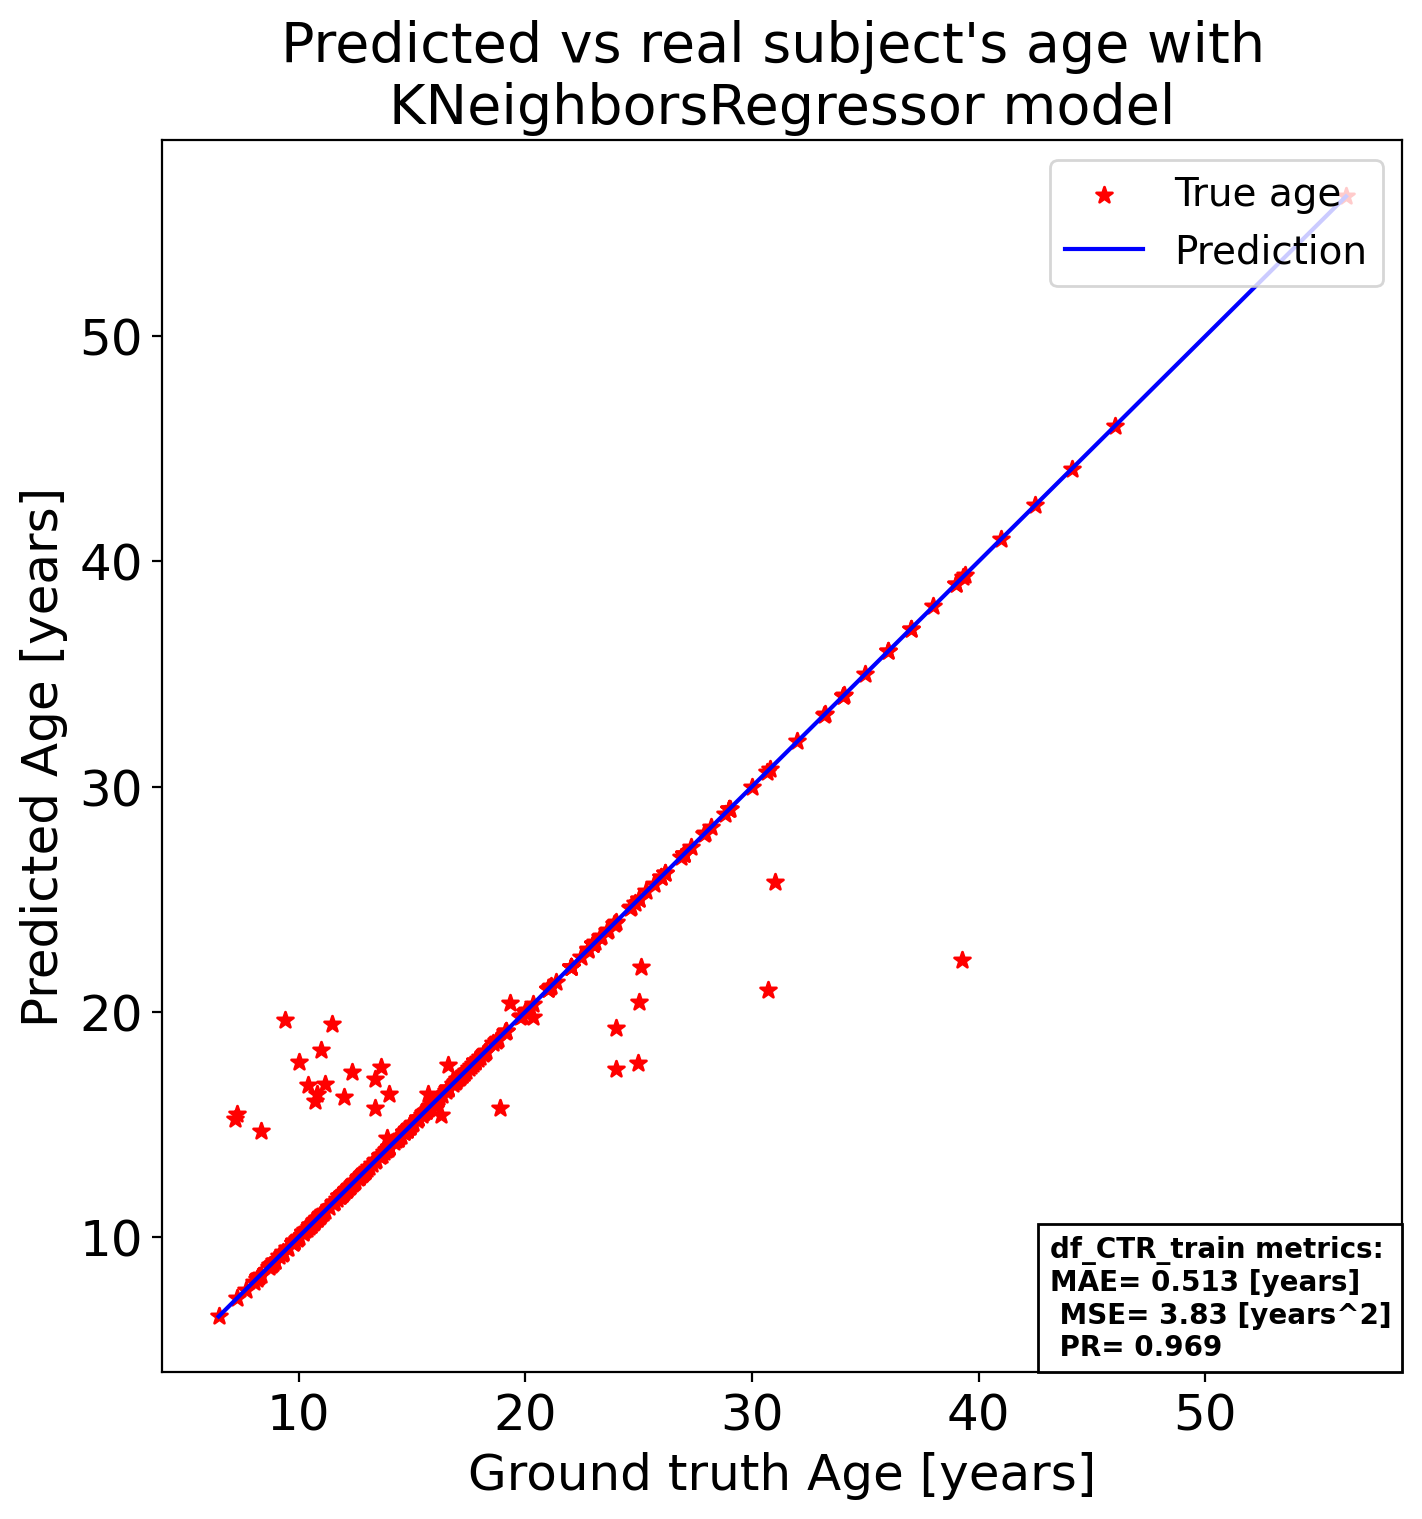 Predicted vs real subject's age with
KNeighborsRegressor model
True age
Prediction
Predicted Age [years]
50
40
30
20
10
df_CTR_train metrics:
MAE= 0.513 [years]
MSE= 3.83 [years^2]
PR= 0.969
10 20 30 40 50
Ground truth Age [years]